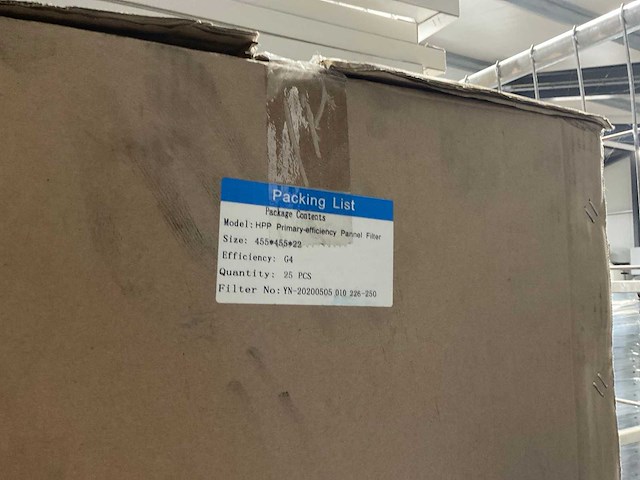 Packing List
Package Contents
Model: HPP Primary-efficiency Pannel Filter
Size: 455*455*22
Efficiency: G4
Quantity: 25 PCS
Filter No: YN-20200505 010 226-250